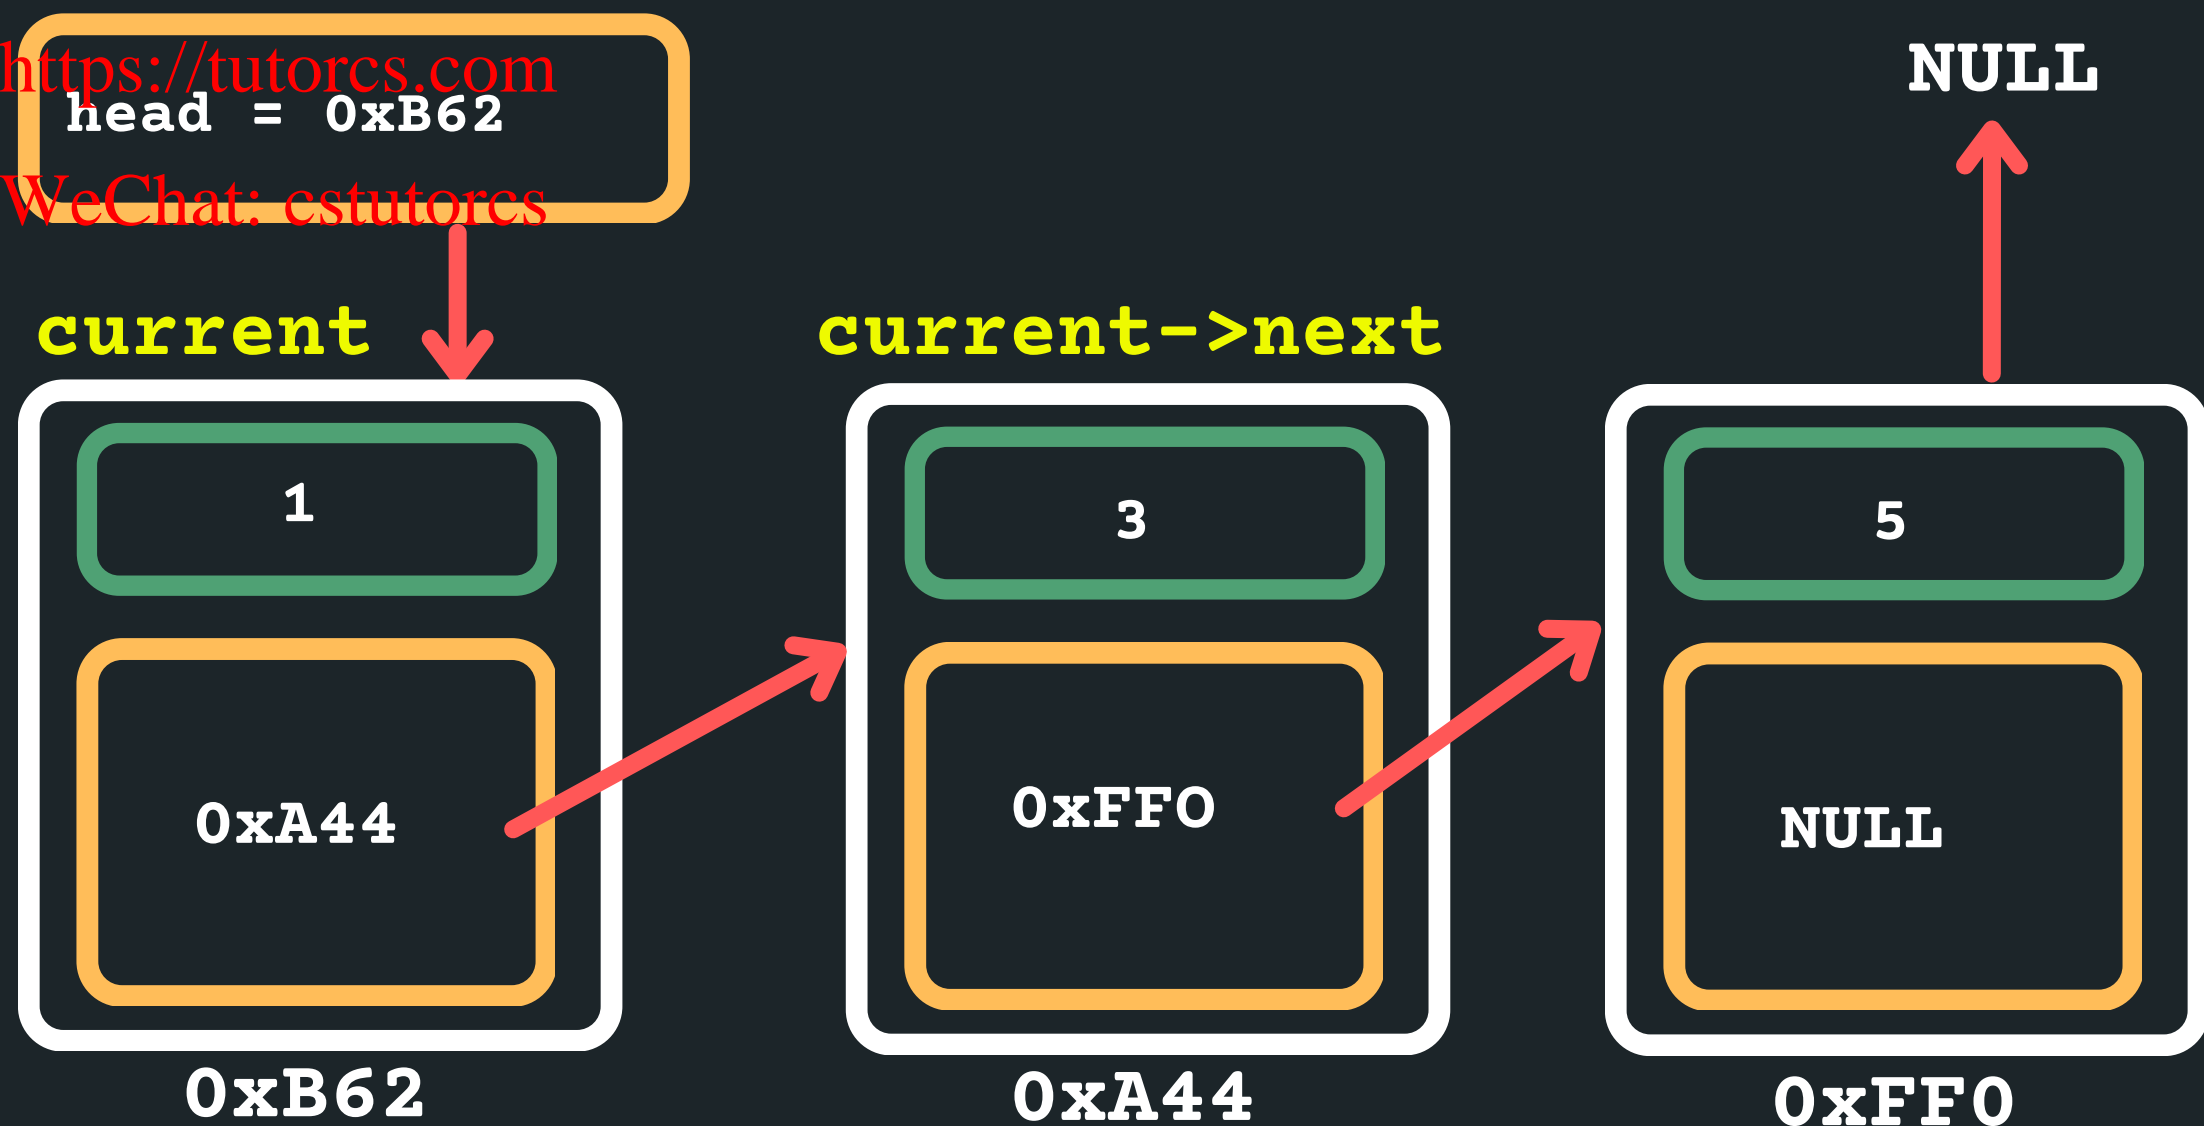 https://tutorcs.com
head = 0xB62
WeChat: cstutorcs
NULL
current
current->next
1
3
5
0xA44
0xFFO
NULL
0xB62
0xA44
0xFF0